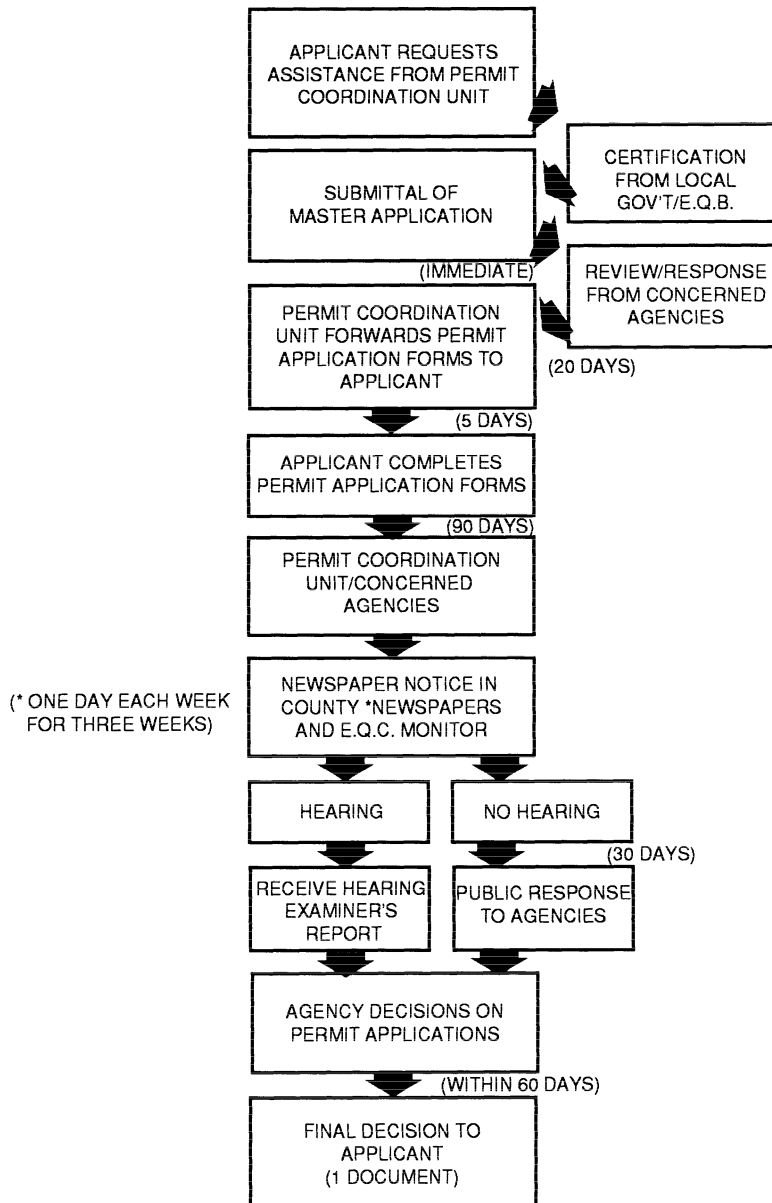 APPLICANT REQUESTS
ASSISTANCE FROM PERMIT
COORDINATION UNIT
CERTIFICATION
FROM LOCAL
GOV'T/E.Q.B.
SUBMITTAL OF
MASTER APPLICATION
(IMMEDIATE)
REVIEW/RESPONSE
FROM CONCERNED
AGENCIES
(20 DAYS)
PERMIT COORDINATION
UNIT FORWARDS PERMIT
APPLICATION FORMS TO
APPLICANT
(5 DAYS)
APPLICANT COMPLETES
PERMIT APPLICATION FORMS
(90 DAYS)
PERMIT COORDINATION
UNIT/CONCERNED
AGENCIES
(* ONE DAY EACH WEEK
FOR THREE WEEKS)
NEWSPAPER NOTICE IN
COUNTY *NEWSPAPERS
AND E.Q.C. MONITOR
HEARING
NO HEARING
(30 DAYS)
RECEIVE HEARING
EXAMINER'S
REPORT
PUBLIC RESPONSE
TO AGENCIES
AGENCY DECISIONS ON
PERMIT APPLICATIONS
(WITHIN 60 DAYS)
FINAL DECISION TO
APPLICANT
(1 DOCUMENT)